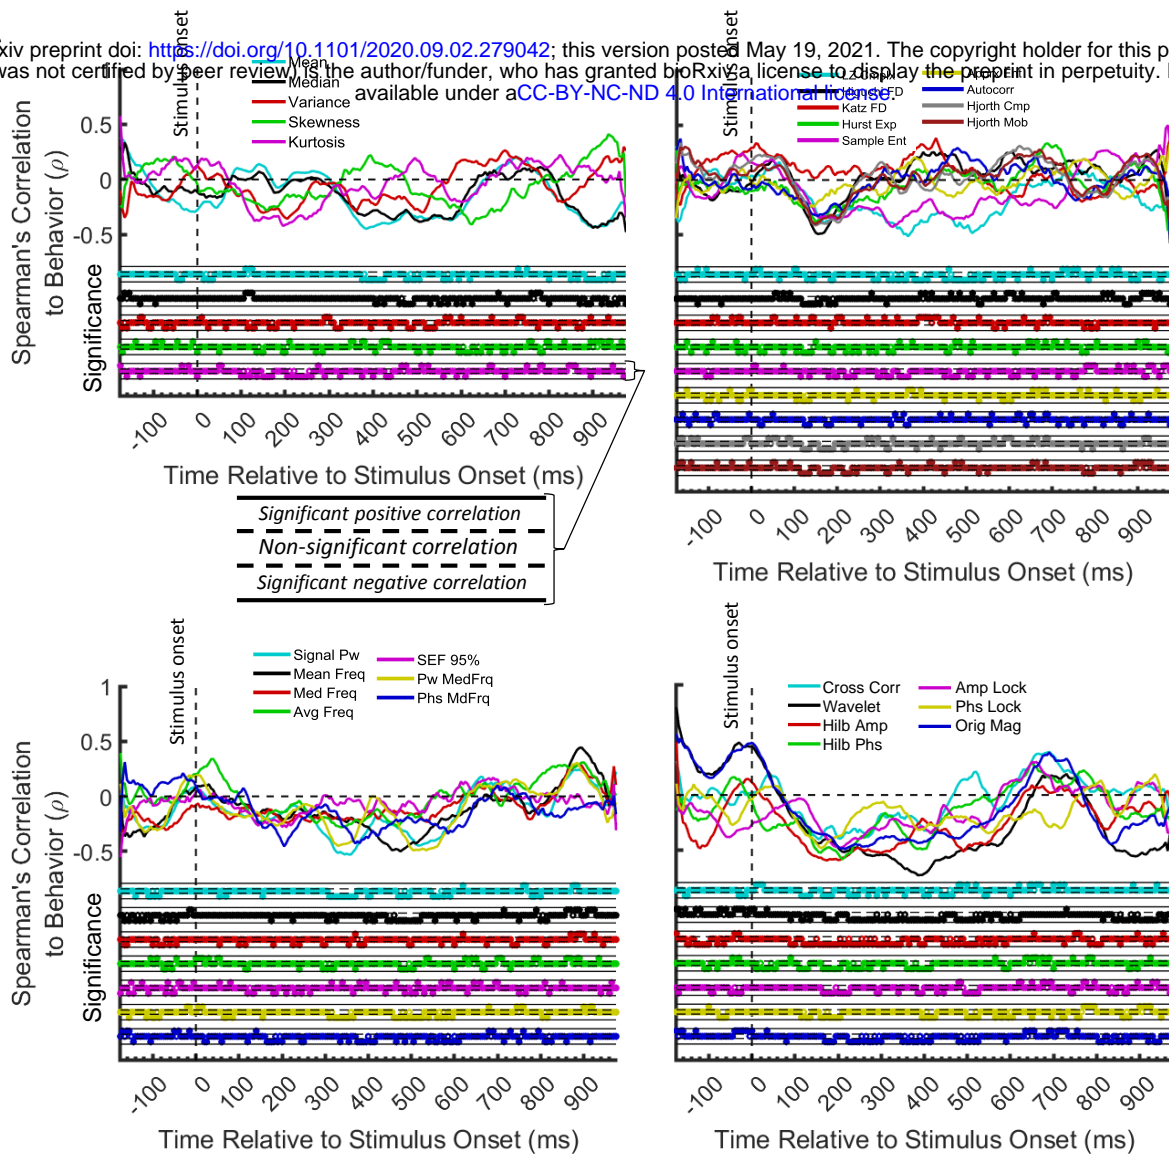 xiv preprint doi: https://doi.org/10.1101/2020.09.02.279042; this version posted May 19, 2021. The copyright holder for this p
was not certified by peer review) is the author/funder, who has granted bioRxiv a license to display the preprint in perpetuity. I
available under aCC-BY-NC-ND 4.0 International license.
Stimulus onset
Mean
Median
Variance
Skewness
Kurtosis
1
0.5
0
-0.5
Spearman's Correlation
to Behavior (ρ)
Significance
-100 0 100 200 300 400 500 600 700 800 900
Time Relative to Stimulus Onset (ms)
Stimulus onset
LZ Cmplx
Higuchi FD
Katz FD
Hurst Exp
Sample Ent
Apprx Ent
Autocorr
Hjorth Cmp
Hjorth Mob
-100 0 100 200 300 400 500 600 700 800 900
Time Relative to Stimulus Onset (ms)
Significant positive correlation
Non-significant correlation
Significant negative correlation
Stimulus onset
Signal Pw
Mean Freq
Med Freq
Avg Freq
SEF 95%
Pw MedFrq
Phs MdFrq
1
0.5
0
-0.5
Spearman's Correlation
to Behavior (ρ)
Significance
-100 0 100 200 300 400 500 600 700 800 900
Time Relative to Stimulus Onset (ms)
Stimulus onset
Cross Corr
Wavelet
Hilb Amp
Hilb Phs
Amp Lock
Phs Lock
Orig Mag
-100 0 100 200 300 400 500 600 700 800 900
Time Relative to Stimulus Onset (ms)